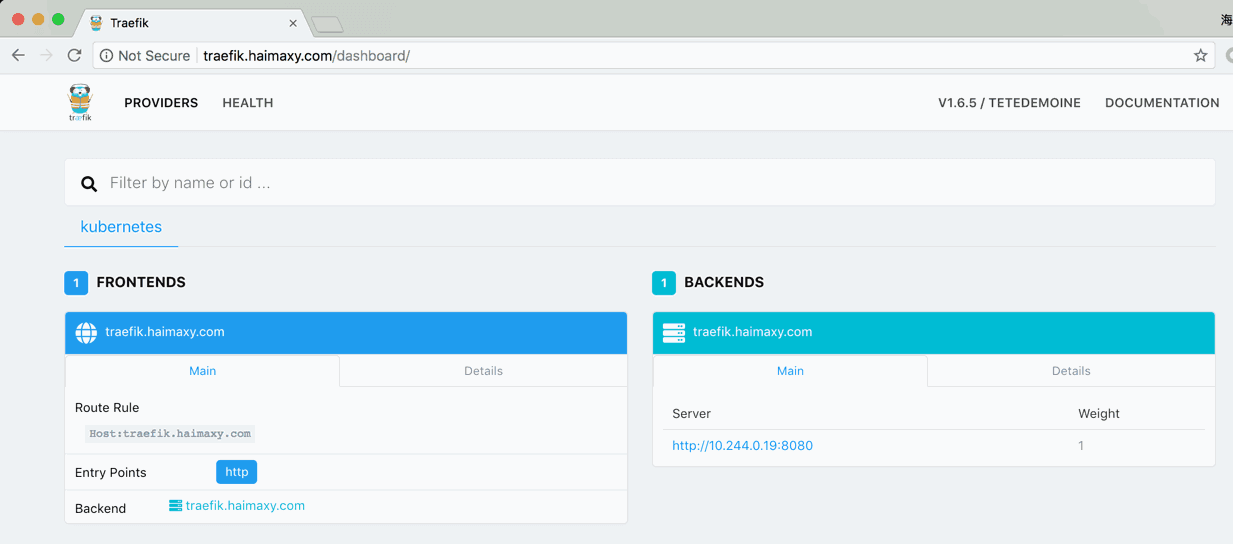 Traefik
海
Not Secure traefik.haimaxy.com/dashboard/
træfik
PROVIDERS HEALTH V1.6.5 / TETEDEMOINE DOCUMENTATION
Filter by name or id ...
kubernetes
1 FRONTENDS
traefik.haimaxy.com
Main Details
Route Rule
Host:traefik.haimaxy.com
Entry Points http
Backend traefik.haimaxy.com
1 BACKENDS
traefik.haimaxy.com
Main Details
Server Weight
http://10.244.0.19:8080 1